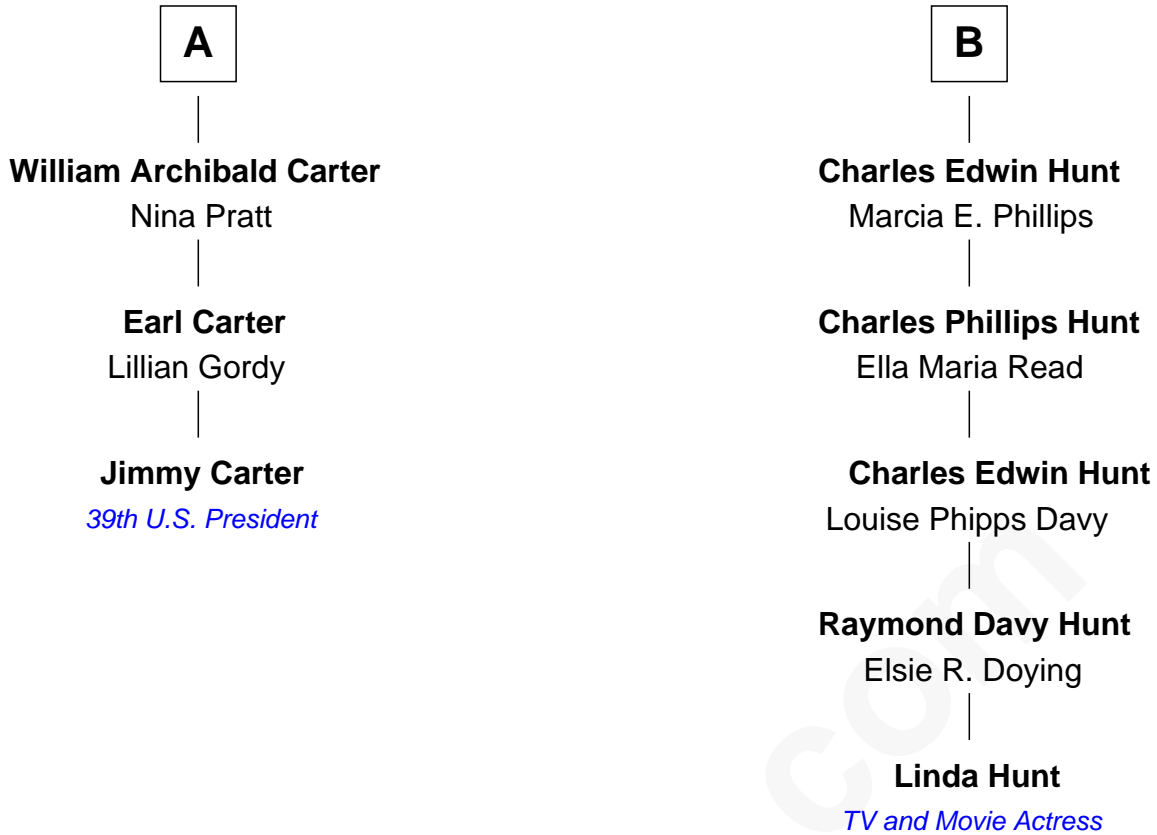 A
William Archibald Carter
Nina Pratt
Earl Carter
Lillian Gordy
Jimmy Carter
39th U.S. President
B
Charles Edwin Hunt
Marcia E. Phillips
Charles Phillips Hunt
Ella Maria Read
Charles Edwin Hunt
Louise Phipps Davy
Raymond Davy Hunt
Elsie R. Doying
Linda Hunt
TV and Movie Actress
com